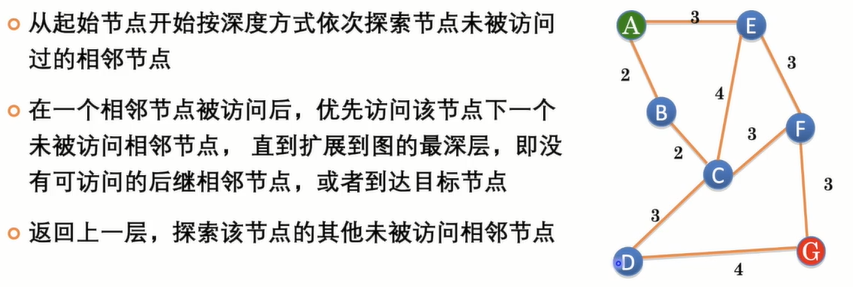 从起始节点开始按深度方式依次探索节点未被访问
过的相邻节点
在一个相邻节点被访问后，优先访问该节点下一个
未被访问相邻节点， 直到扩展到图的最深层，即没
有可访问的后继相邻节点，或者到达目标节点
返回上一层，探索该节点的其他未被访问相邻节点
A
3
E
2
4
3
B
3
F
2
C
3
3
D
4
G